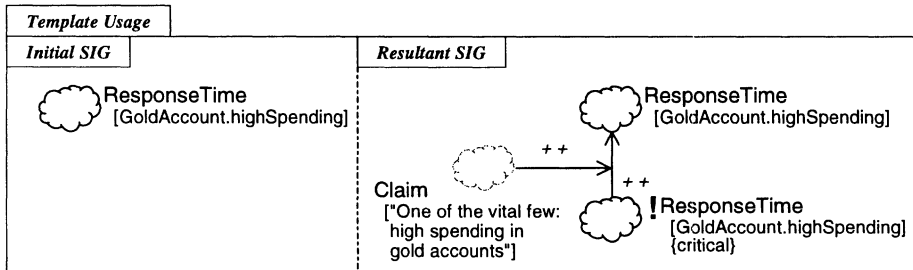 Template Usage
Initial SIG
ResponseTime
[GoldAccount.highSpending]
Resultant SIG
ResponseTime
[GoldAccount.highSpending]
++
Claim
["One of the vital few:
high spending in
gold accounts"]
++
!ResponseTime
[GoldAccount.highSpending]
{critical}